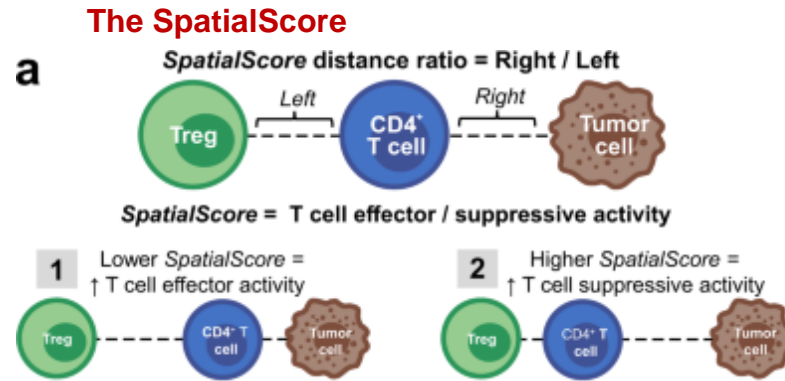 The SpatialScore
a
SpatialScore distance ratio = Right / Left
Left
Right
Treg
CD4⁺
T cell
Tumor
cell
SpatialScore = T cell effector / suppressive activity
1
Lower SpatialScore =
↑ T cell effector activity
Treg
CD4⁺ T
cell
Tumor
cell
2
Higher SpatialScore =
↑ T cell suppressive activity
Treg
CD4⁺ T
cell
Tumor
cell